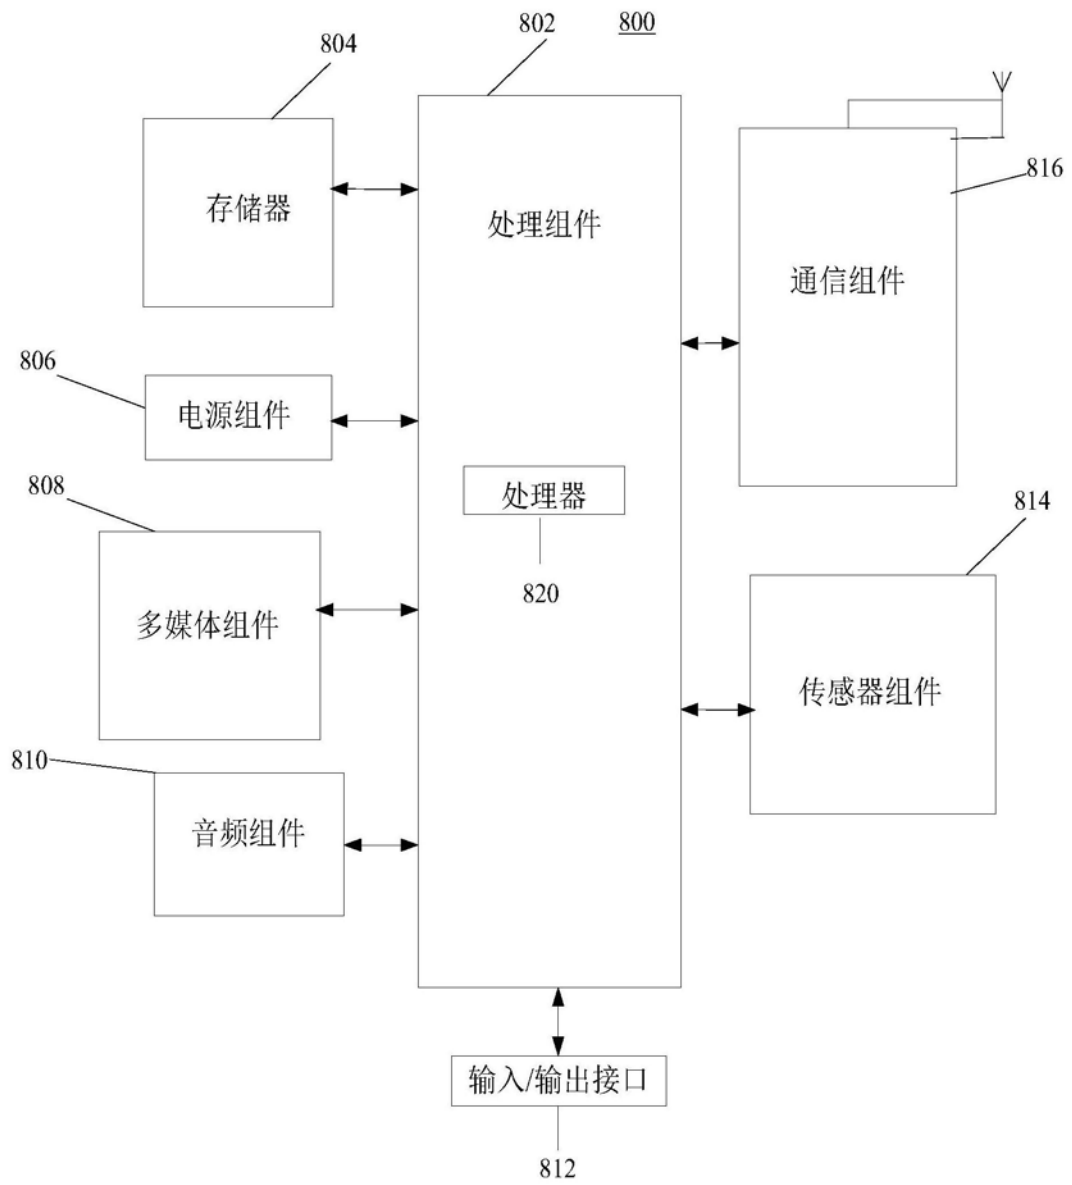 802
800
804
存储器
处理组件
816
通信组件
806
电源组件
808
处理器
814
820
多媒体组件
传感器组件
810
音频组件
输入/输出接口
812